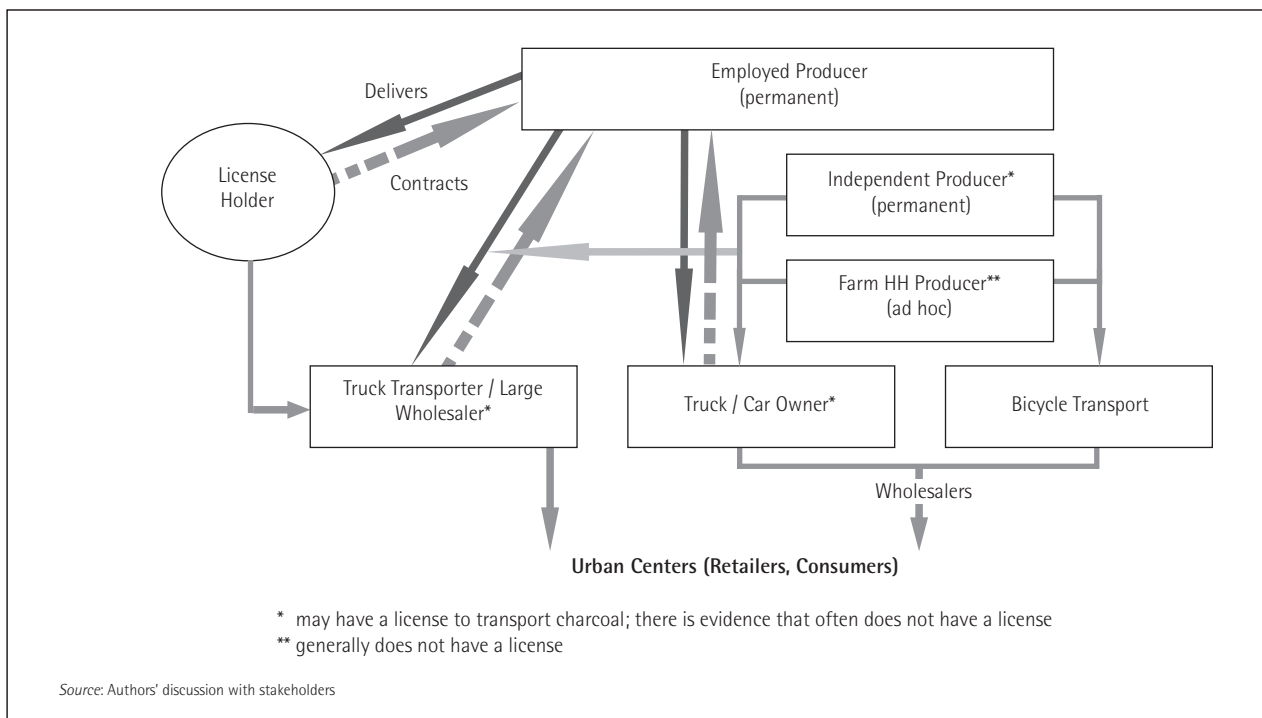 Employed Producer
(permanent)
Delivers
Contracts
License
Holder
Independent Producer*
(permanent)
Farm HH Producer**
(ad hoc)
Truck Transporter / Large
Wholesaler*
Truck / Car Owner*
Bicycle Transport
Wholesalers
Urban Centers (Retailers, Consumers)
* may have a license to transport charcoal; there is evidence that often does not have a license
** generally does not have a license
Source: Authors' discussion with stakeholders